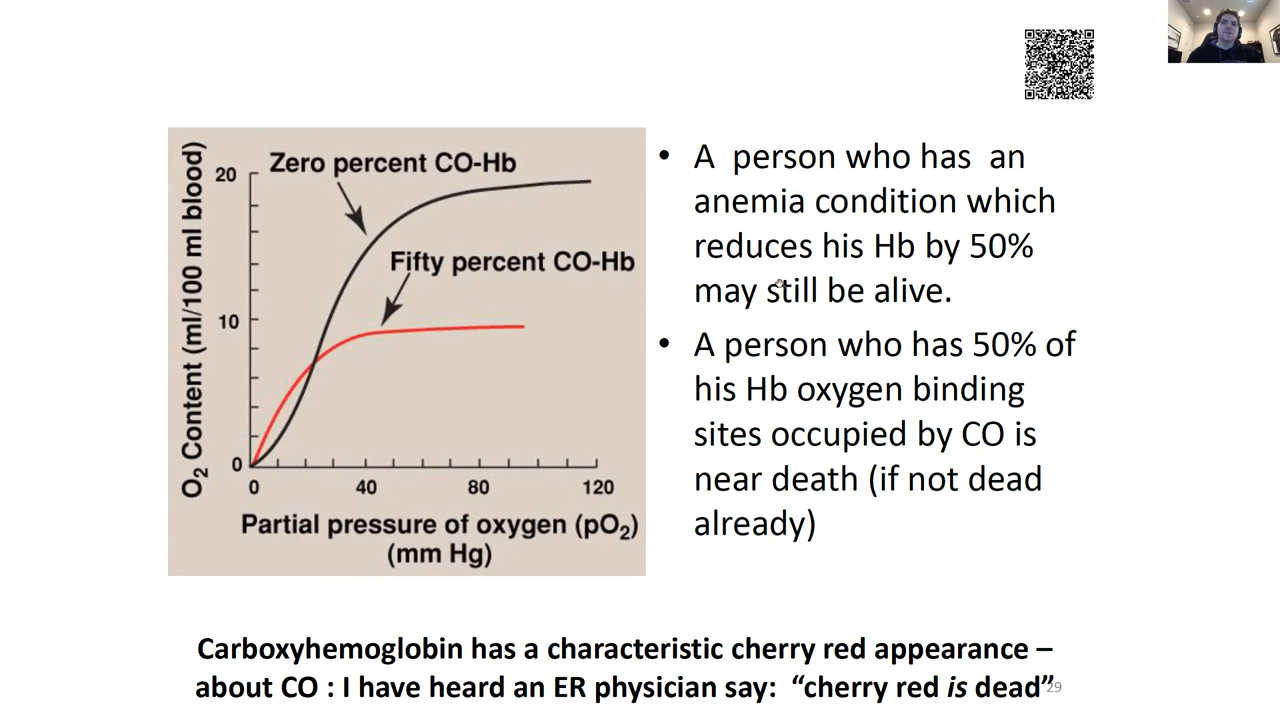 20
Zero percent CO-Hb
Fifty percent CO-Hb
10
0
O₂ Content (ml/100 ml blood)
0 40 80 120
Partial pressure of oxygen (pO₂)
(mm Hg)
• A person who has an
anemia condition which
reduces his Hb by 50%
may still be alive.
• A person who has 50% of
his Hb oxygen binding
sites occupied by CO is
near death (if not dead
already)
Carboxyhemoglobin has a characteristic cherry red appearance –
about CO : I have heard an ER physician say: “cherry red is dead”
29